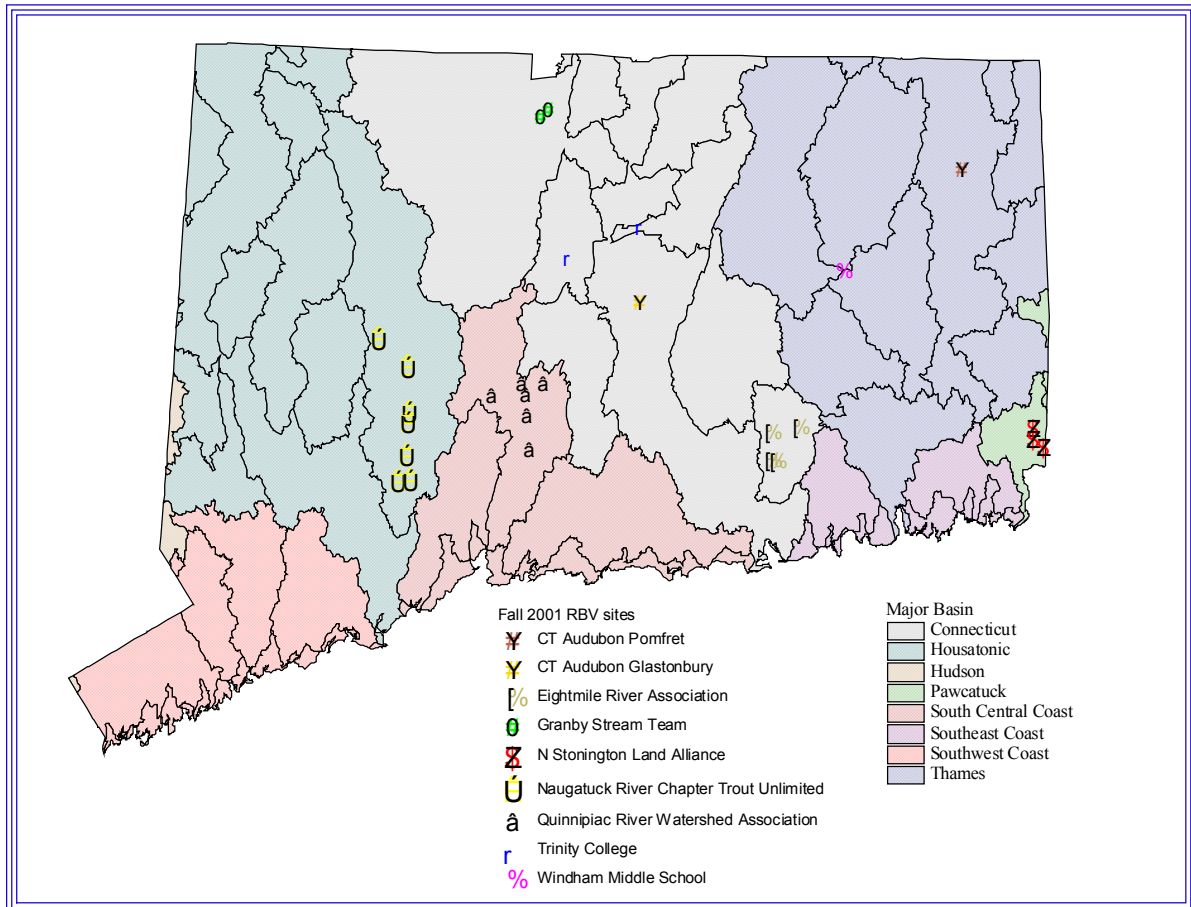 Fall 2001 RBV sites
CT Audubon Pomfret
CT Audubon Glastonbury
Eightmile River Association
Granby Stream Team
N Stonington Land Alliance
Naugatuck River Chapter Trout Unlimited
Quinnipiac River Watershed Association
Trinity College
Windham Middle School
Major Basin
Connecticut
Housatonic
Hudson
Pawcatuck
South Central Coast
Southeast Coast
Southwest Coast
Thames